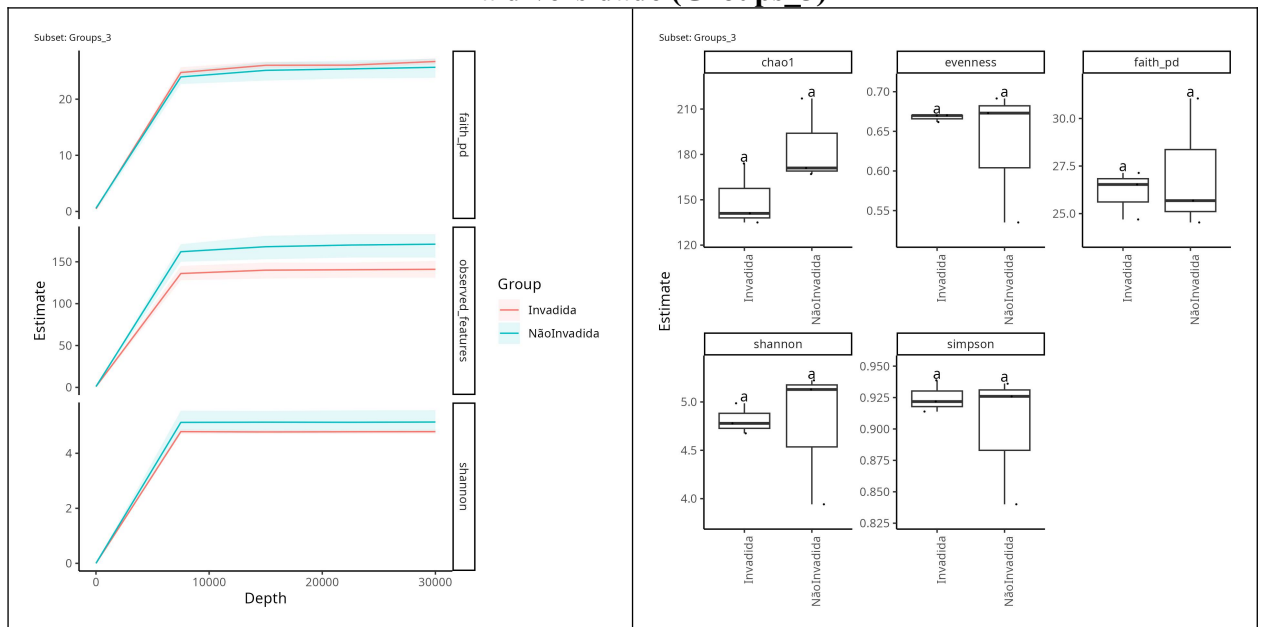 (Groups_3)
Subset: Groups_3
20
10
0
faith_pd
150
100
50
0
observed_features
4
2
0
shannon
0 10000 20000 30000
Depth
Estimate
Group
Invadida
NãoInvadida
Subset: Groups_3
Estimate
chao1
210
180
150
120
a a
Invadida
NãoInvadida
evenness
0.70
0.65
0.60
0.55
a a
Invadida
NãoInvadida
faith_pd
30.0
27.5
25.0
a a
Invadida
NãoInvadida
shannon
5.0
4.5
4.0
a a
Invadida
NãoInvadida
simpson
0.950
0.925
0.900
0.875
0.850
0.825
a a
Invadida
NãoInvadida